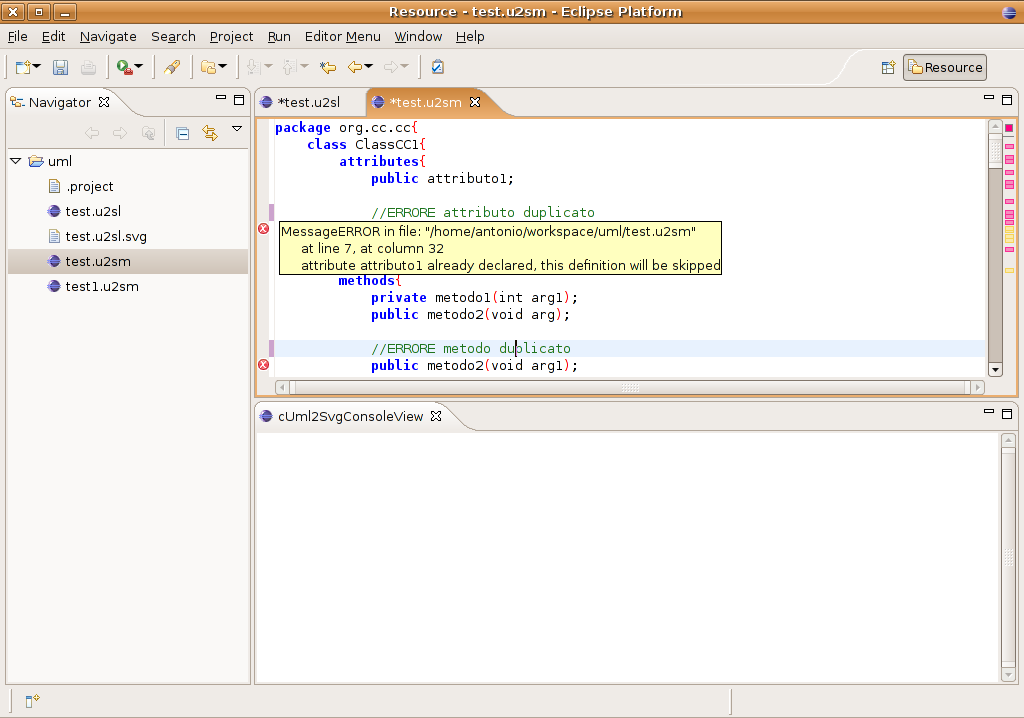 Resource - test.u2sm - Eclipse Platform
File Edit Navigate Search Project Run Editor Menu Window Help
Resource
Navigator
uml
.project
test.u2sl
test.u2sl.svg
test.u2sm
test1.u2sm
*test.u2sl
*test.u2sm
package org.cc.cc{
class ClassCC1{
attributes{
public attributo1;
//ERRORE attributo duplicato
MessageERROR in file: "/home/antonio/workspace/uml/test.u2sm"
at line 7, at column 32
attribute attributo1 already declared, this definition will be skipped
methods{
private metodo1(int arg1);
public metodo2(void arg);
//ERRORE metodo duplicato
public metodo2(void arg1);
cUml2SvgConsoleView